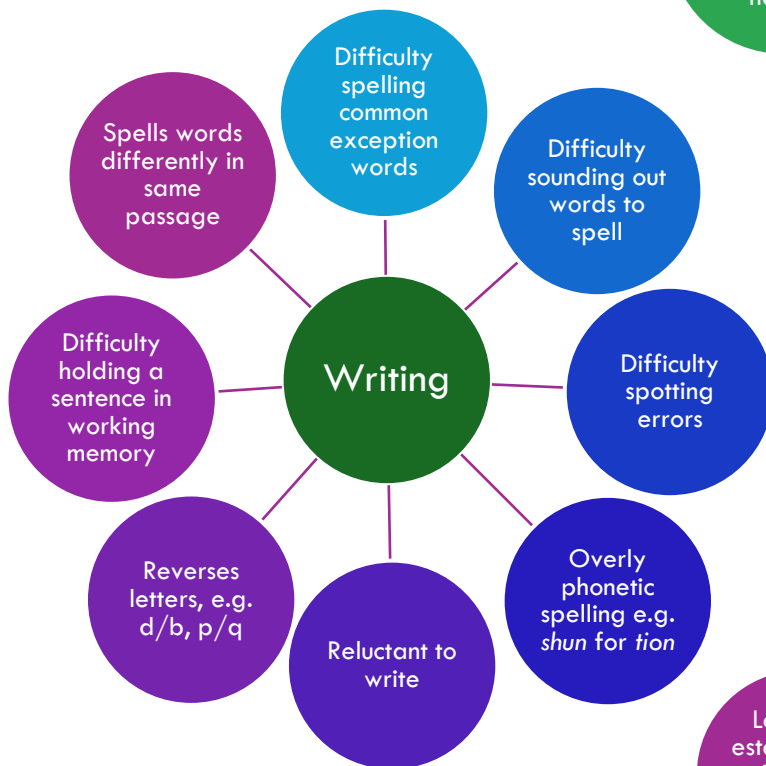 Difficulty
spelling
common
exception
words
Difficulty
sounding out
words to
spell
Difficulty
spotting
errors
Overly
phonetic
spelling e.g.
shun for tion
Reluctant to
write
Reverses
letters, e.g.
d/b, p/q
Difficulty
holding a
sentence in
working
memory
Spells words
differently in
same
passage
Writing